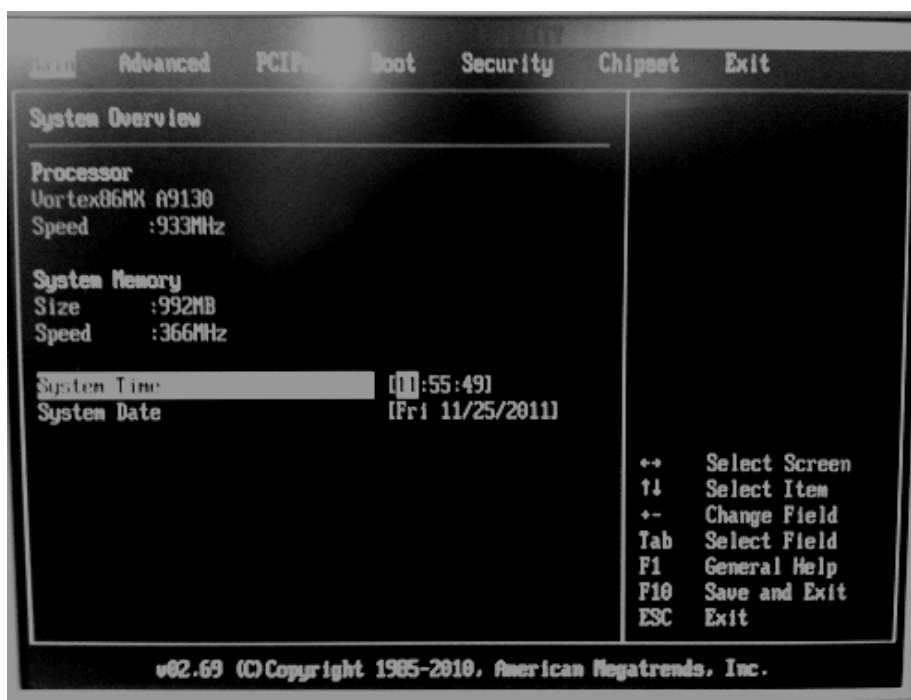 Main Advanced Boot Security Chipset Exit
System Overview
Processor
Vortex86MX A9130
Speed :933MHz
System Memory
Size :992MB
Speed :366MHz
System Time [11:55:49]
System Date [Fri 11/25/2011]
←→ Select Screen
↑↓ Select Item
+- Change Field
Tab Select Field
F1 General Help
F10 Save and Exit
ESC Exit
v02.69 (C)Copyright 1985-2010, American Megatrends, Inc.